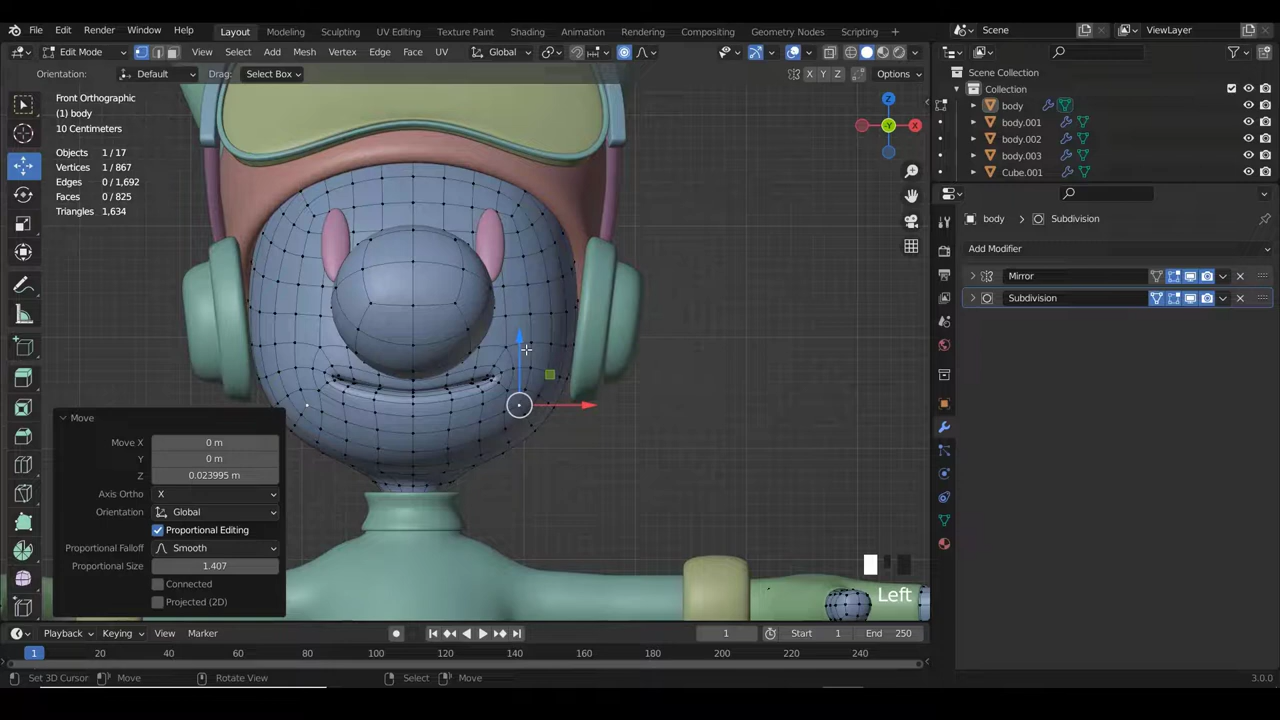 File Edit Render Window Help Layout Modeling Sculpting UV Editing Texture Paint Shading Animation Rendering Compositing Geometry Nodes Scripting + Scene ViewLayer
Edit Mode View Select Add Mesh Vertex Edge Face UV Global
Orientation: Default Drag: Select Box X Y Z Options
Front Orthographic
(1) body
10 Centimeters
Objects 1 / 17
Vertices 1 / 867
Edges 0 / 1,692
Faces 0 / 825
Triangles 1,634
Z
X
-Y
Scene Collection
Collection
body
body.001
body.002
body.003
Cube.001
body Subdivision
Add Modifier
Mirror
Subdivision
Move
Move X 0 m
Y 0 m
Z 0.023995 m
Axis Ortho X
Orientation Global
Proportional Editing
Proportional Falloff Smooth
Proportional Size 1.407
Connected
Projected (2D)
Left
Playback Keying View Marker 1 Start 1 End 250
1 20 40 60 80 100 120 140 160 180 200 220 240
Set 3D Cursor Move Rotate View Select Move 3.0.0